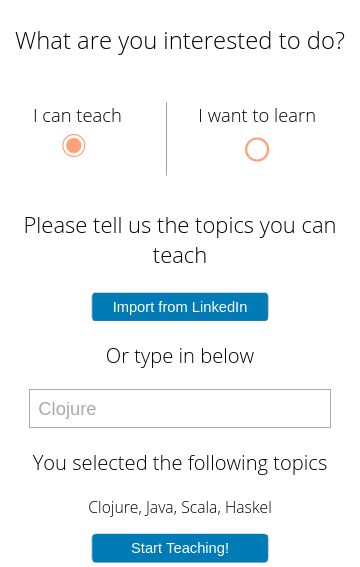 What are you interested to do?
I can teach
I want to learn
Please tell us the topics you can
teach
Import from LinkedIn
Or type in below
Clojure
You selected the following topics
Clojure, Java, Scala, Haskel
Start Teaching!